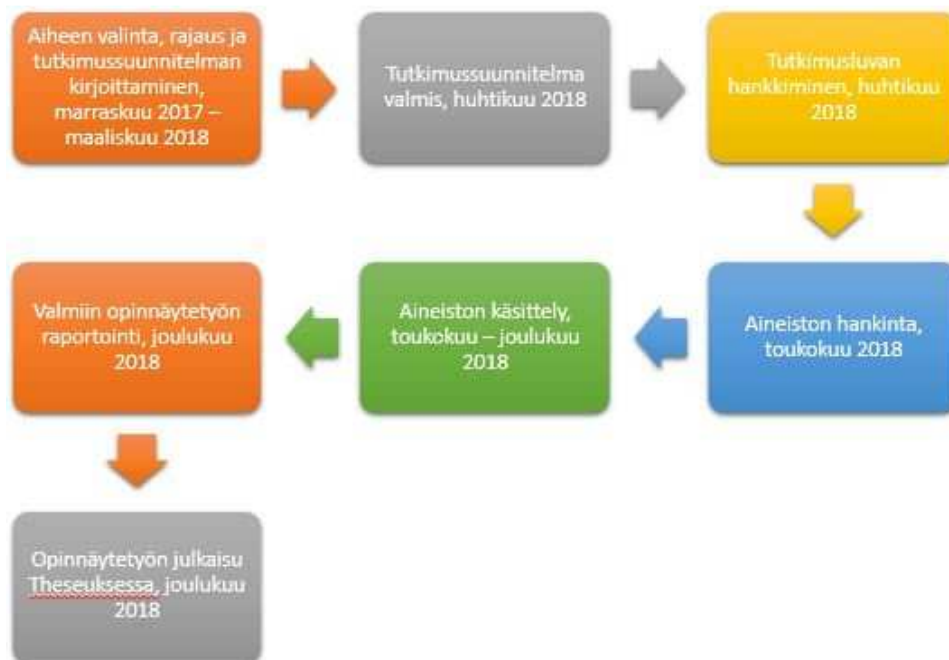 Aiheen valinta, rajaus ja
tutkimussuunnitelman
kirjoittaminen,
marraskuu 2017 –
maaliskuu 2018
Tutkimussuunnitelma
valmis, huhtikuu 2018
Tutkimusluvan
hankkiminen, huhtikuu
2018
Aineiston hankinta,
toukokuu 2018
Aineiston käsittely,
toukokuu – joulukuu
2018
Valmiin opinnäytetyön
raportointi, joulukuu
2018
Opinnäytetyön julkaisu
Theseuksessa, joulukuu
2018